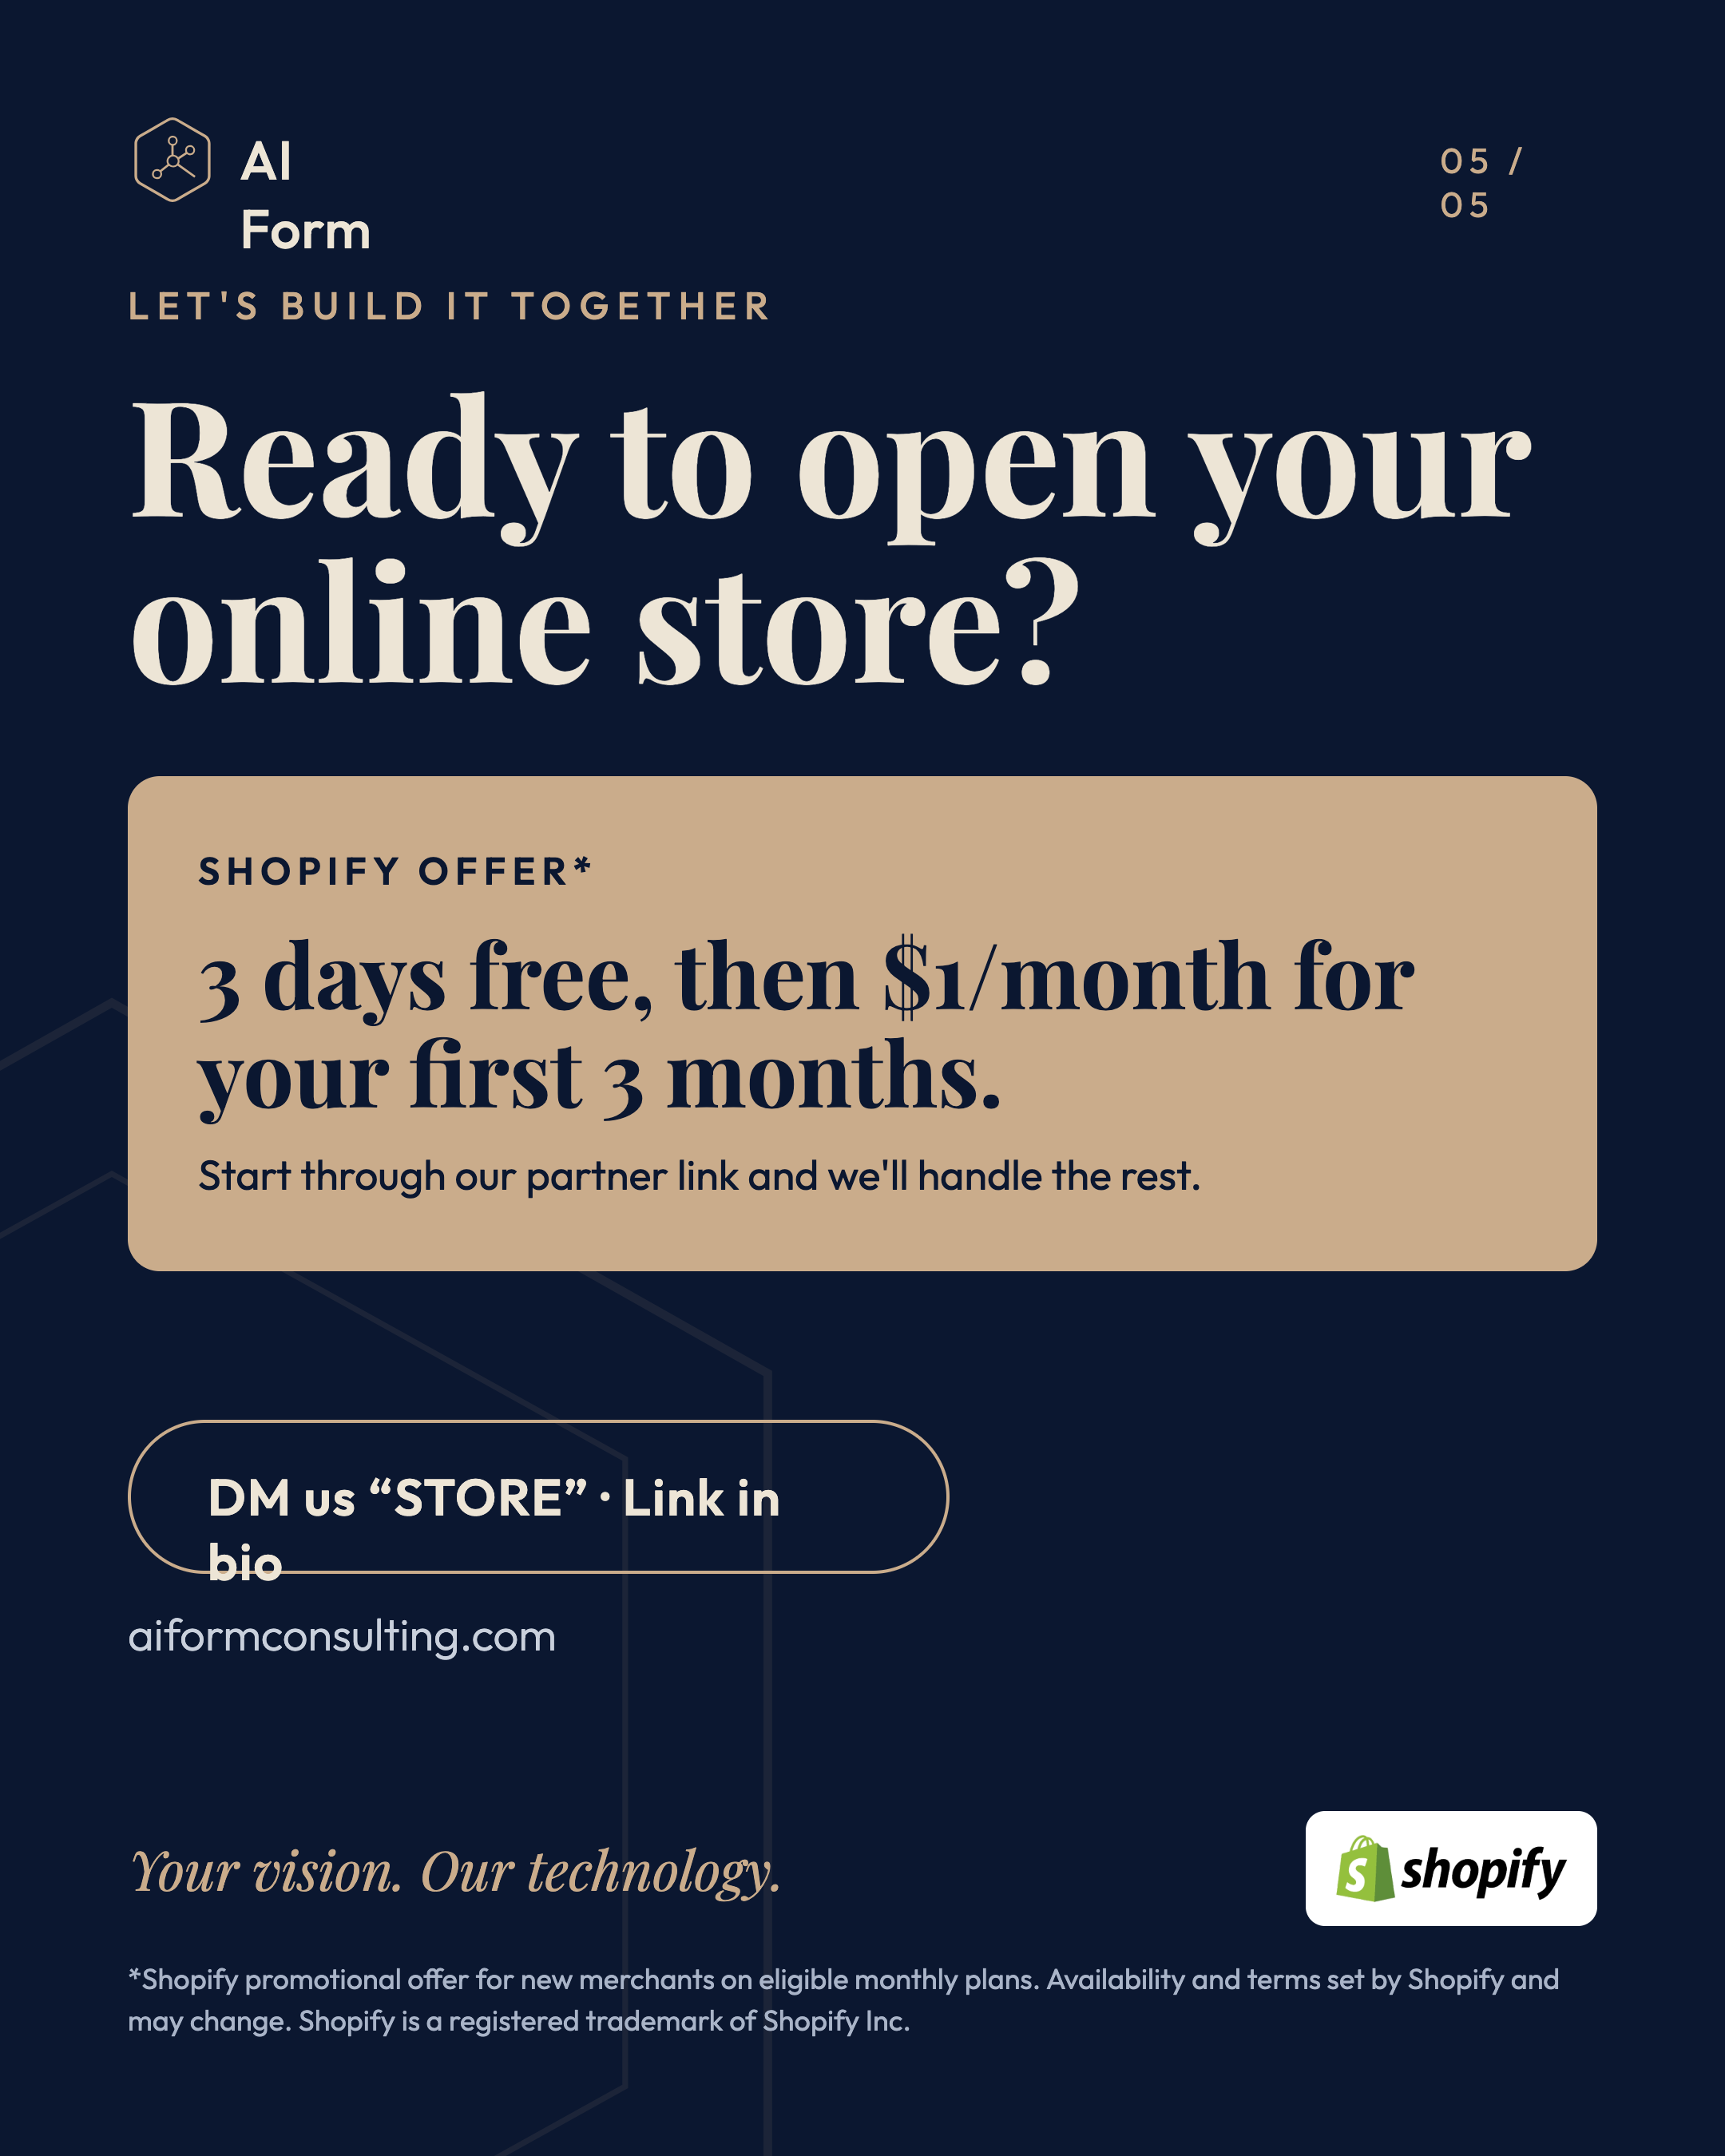 AI
Form
05 /
05
LET'S BUILD IT TOGETHER
Ready to open your
online store?
SHOPIFY OFFER*
3 days free, then $1/month for
your first 3 months.
Start through our partner link and we'll handle the rest.
DM us “STORE” · Link in
bio
aiformconsulting.com
Your vision. Our technology.
shopify
*Shopify promotional offer for new merchants on eligible monthly plans. Availability and terms set by Shopify and
may change. Shopify is a registered trademark of Shopify Inc.